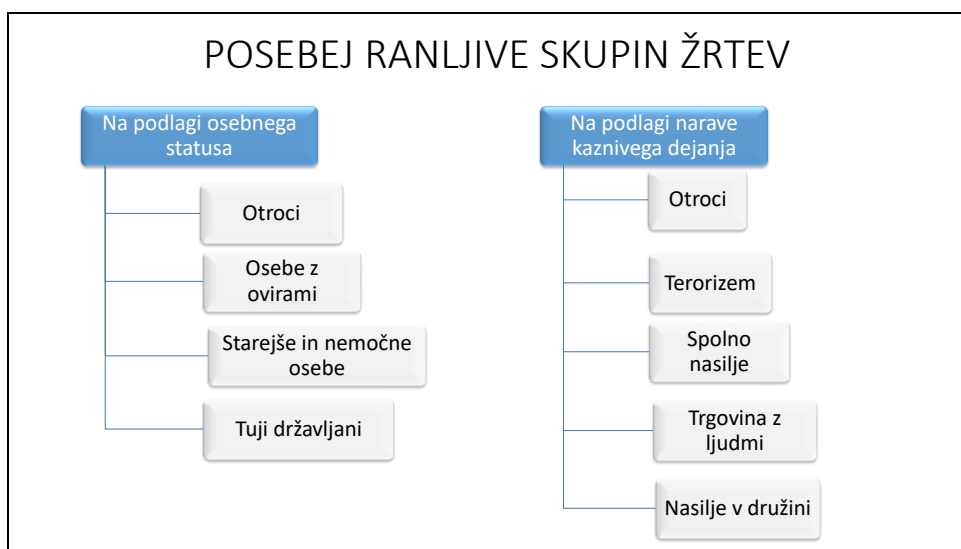 POSEBEJ RANLJIVE SKUPIN ŽRTEV
Na podlagi osebnega
statusa
Otroci
Osebe z
ovirami
Starejše in nemočne
osebe
Tuji državljani
Na podlagi narave
kaznivega dejanja
Otroci
Terorizem
Spolno
nasilje
Trgovina z
ljudmi
Nasilje v družini